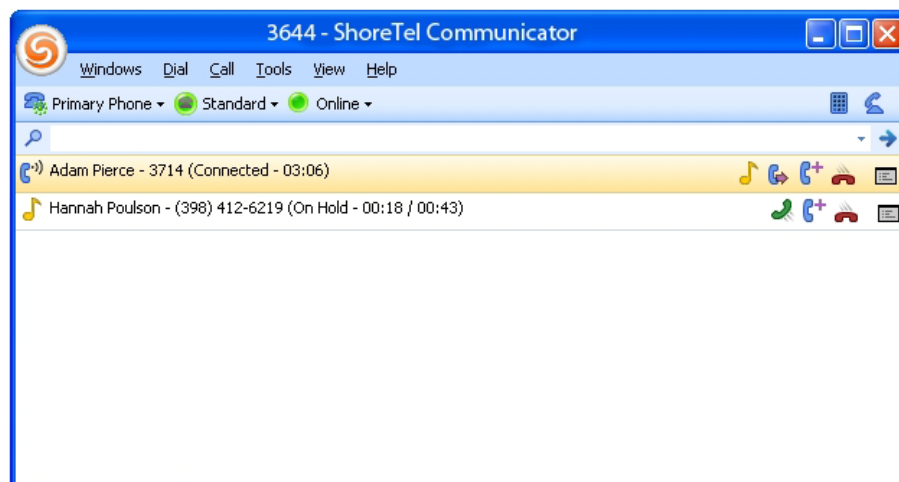 3644 - ShoreTel Communicator
Windows Dial Call Tools View Help
Primary Phone Standard Online
Adam Pierce - 3714 (Connected - 03:06)
Hannah Poulson - (398) 412-6219 (On Hold - 00:18 / 00:43)